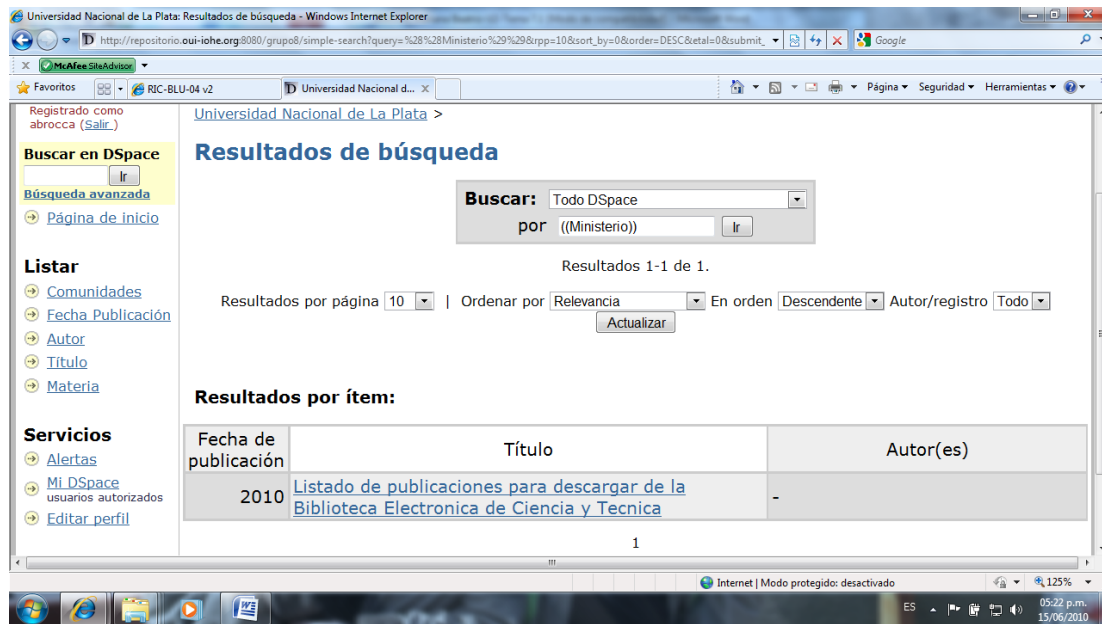 Universidad Nacional de La Plata: Resultados de búsqueda - Windows Internet Explorer
http://repositorio.oui-iohe.org:8080/grupo8/simple-search?query=%28%28Ministerio%29%29&rpp=10&sort_by=0&order=DESC&etal=0&submit_
Google
McAfee SiteAdvisor
Favoritos
RIC-BLU-04 v2
Universidad Nacional d...
Página
Seguridad
Herramientas
Registrado como
abrocca (Salir )
Buscar en DSpace
Ir
Búsqueda avanzada
Página de inicio
Listar
Comunidades
Fecha Publicación
Autor
Título
Materia
Servicios
Alertas
Mi DSpace
usuarios autorizados
Editar perfil
Universidad Nacional de La Plata >
Resultados de búsqueda
Buscar: Todo DSpace
por ((Ministerio)) Ir
Resultados 1-1 de 1.
Resultados por página 10 | Ordenar por Relevancia En orden Descendente Autor/registro Todo
Actualizar
Resultados por ítem:
Fecha de
publicación
Título
Autor(es)
2010
Listado de publicaciones para descargar de la
Biblioteca Electronica de Ciencia y Tecnica
-
1
Internet | Modo protegido: desactivado
125%
ES
05:22 p.m.
15/06/2010